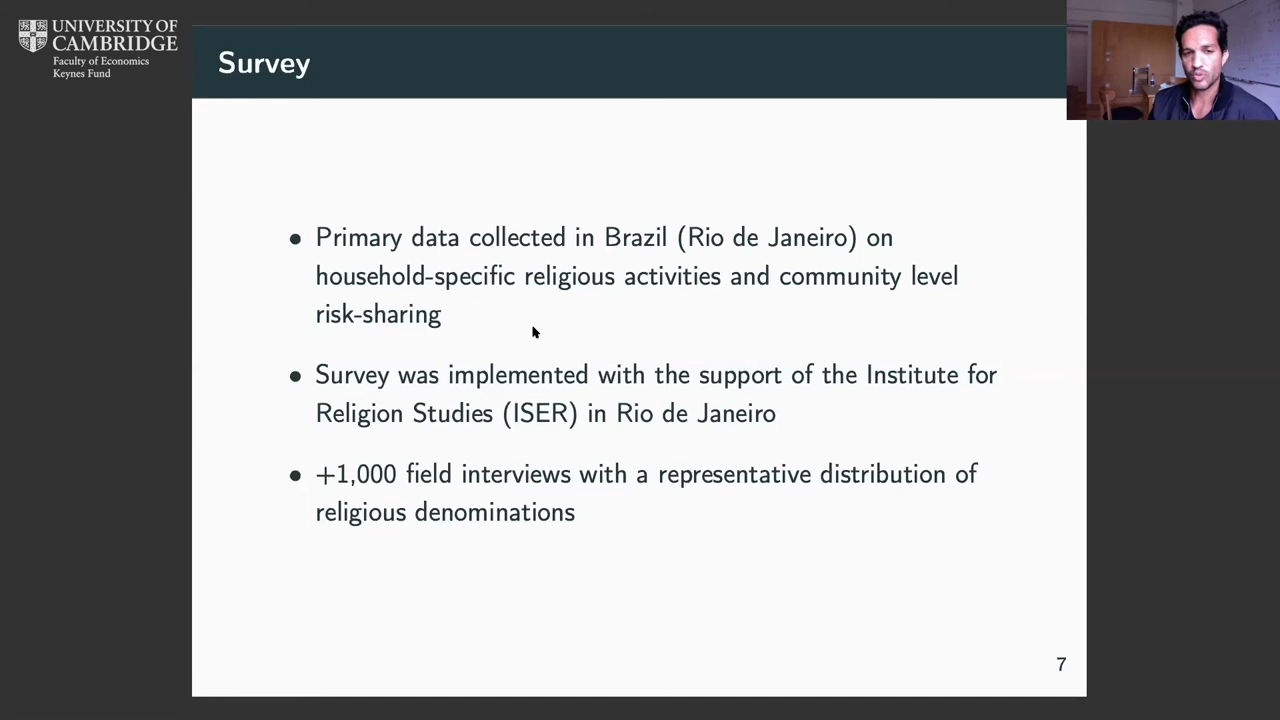 UNIVERSITY OF
CAMBRIDGE
Faculty of Economics
Keynes Fund
Survey
• Primary data collected in Brazil (Rio de Janeiro) on
household-specific religious activities and community level
risk-sharing
• Survey was implemented with the support of the Institute for
Religion Studies (ISER) in Rio de Janeiro
• +1,000 field interviews with a representative distribution of
religious denominations
7